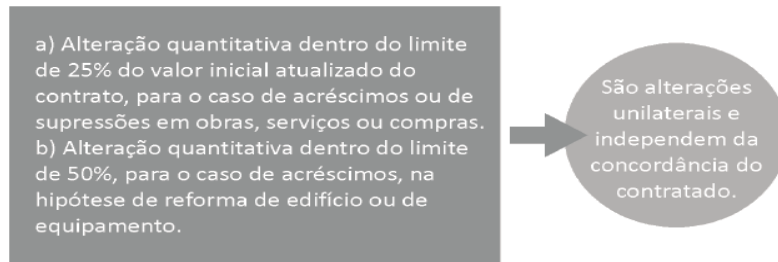 a) Alteração quantitativa dentro do limite
de 25% do valor inicial atualizado do
contrato, para o caso de acréscimos ou de
supressões em obras, serviços ou compras.
b) Alteração quantitativa dentro do limite
de 50%, para o caso de acréscimos, na
hipótese de reforma de edifício ou de
equipamento.
São alterações
unilaterais e
independem da
concordância do
contratado.